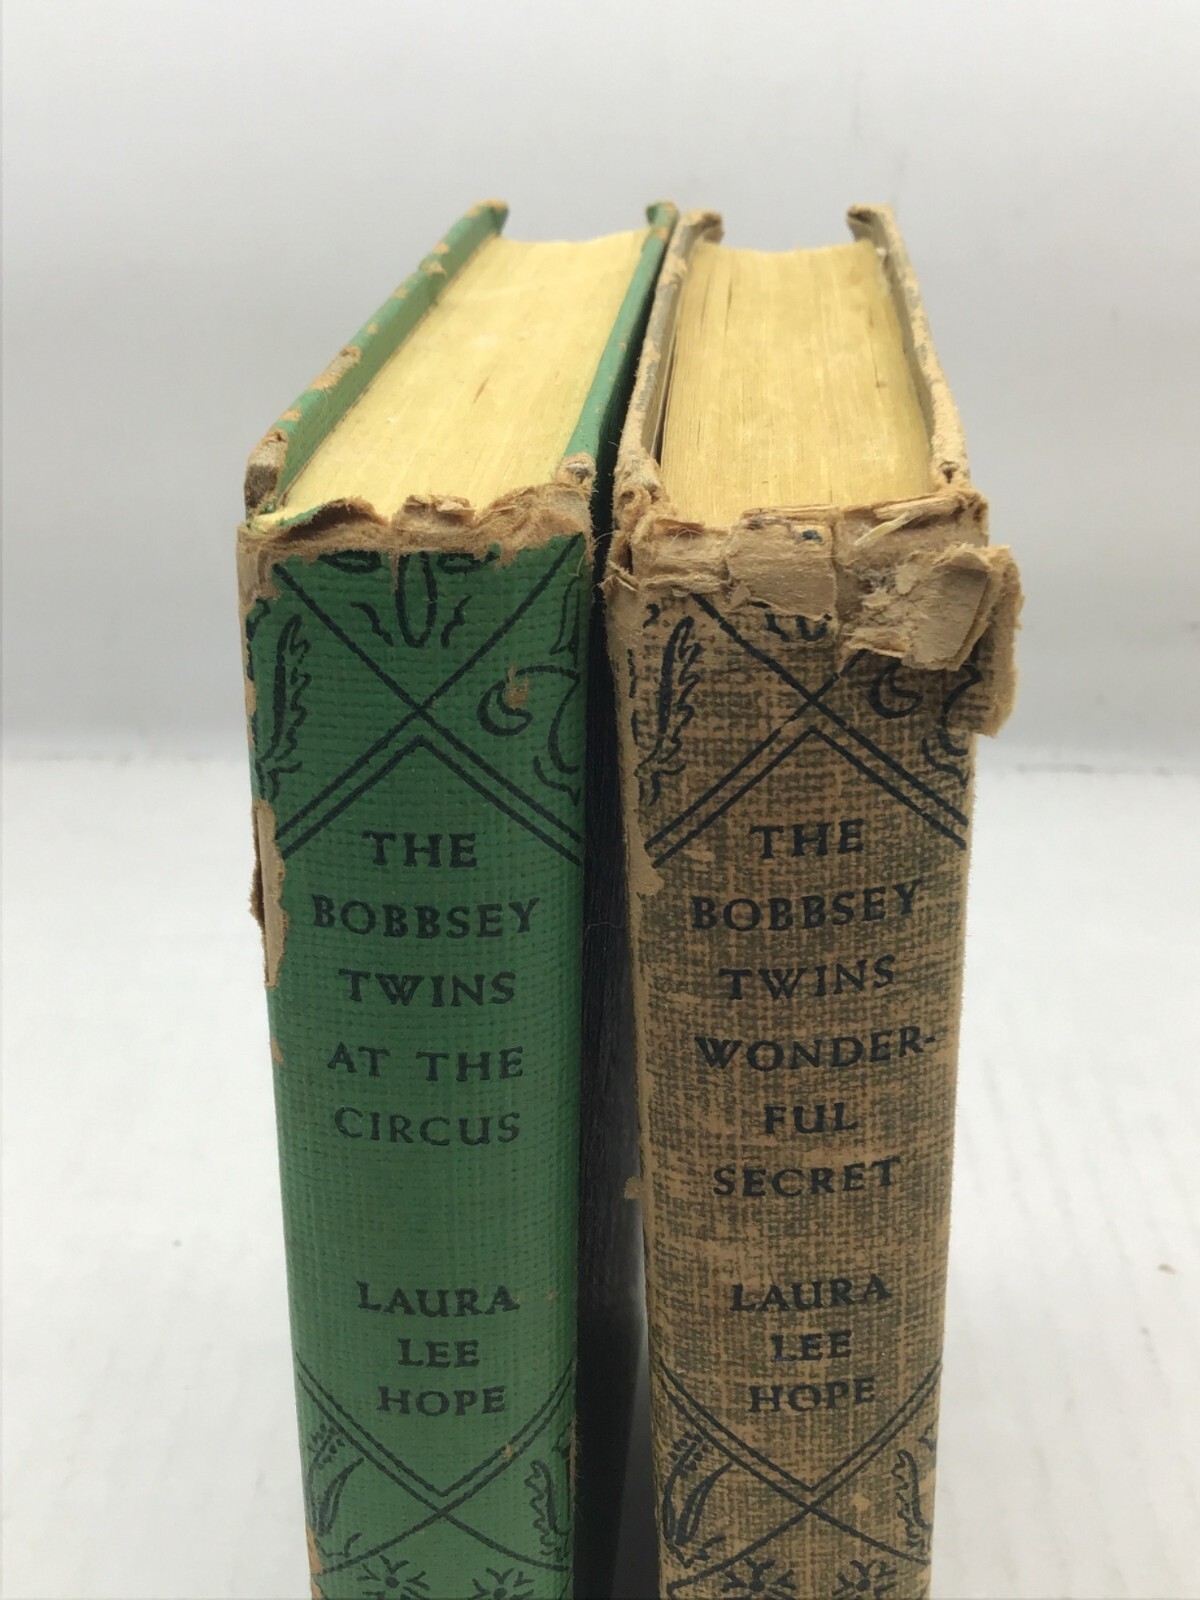 THE
BOBBSEY
TWINS
AT THE
CIRCUS
LAURA
LEE
HOPE
THE
BOBBSEY
TWINS
WONDER-
FUL
SECRET
LAURA
LEE
HOPE